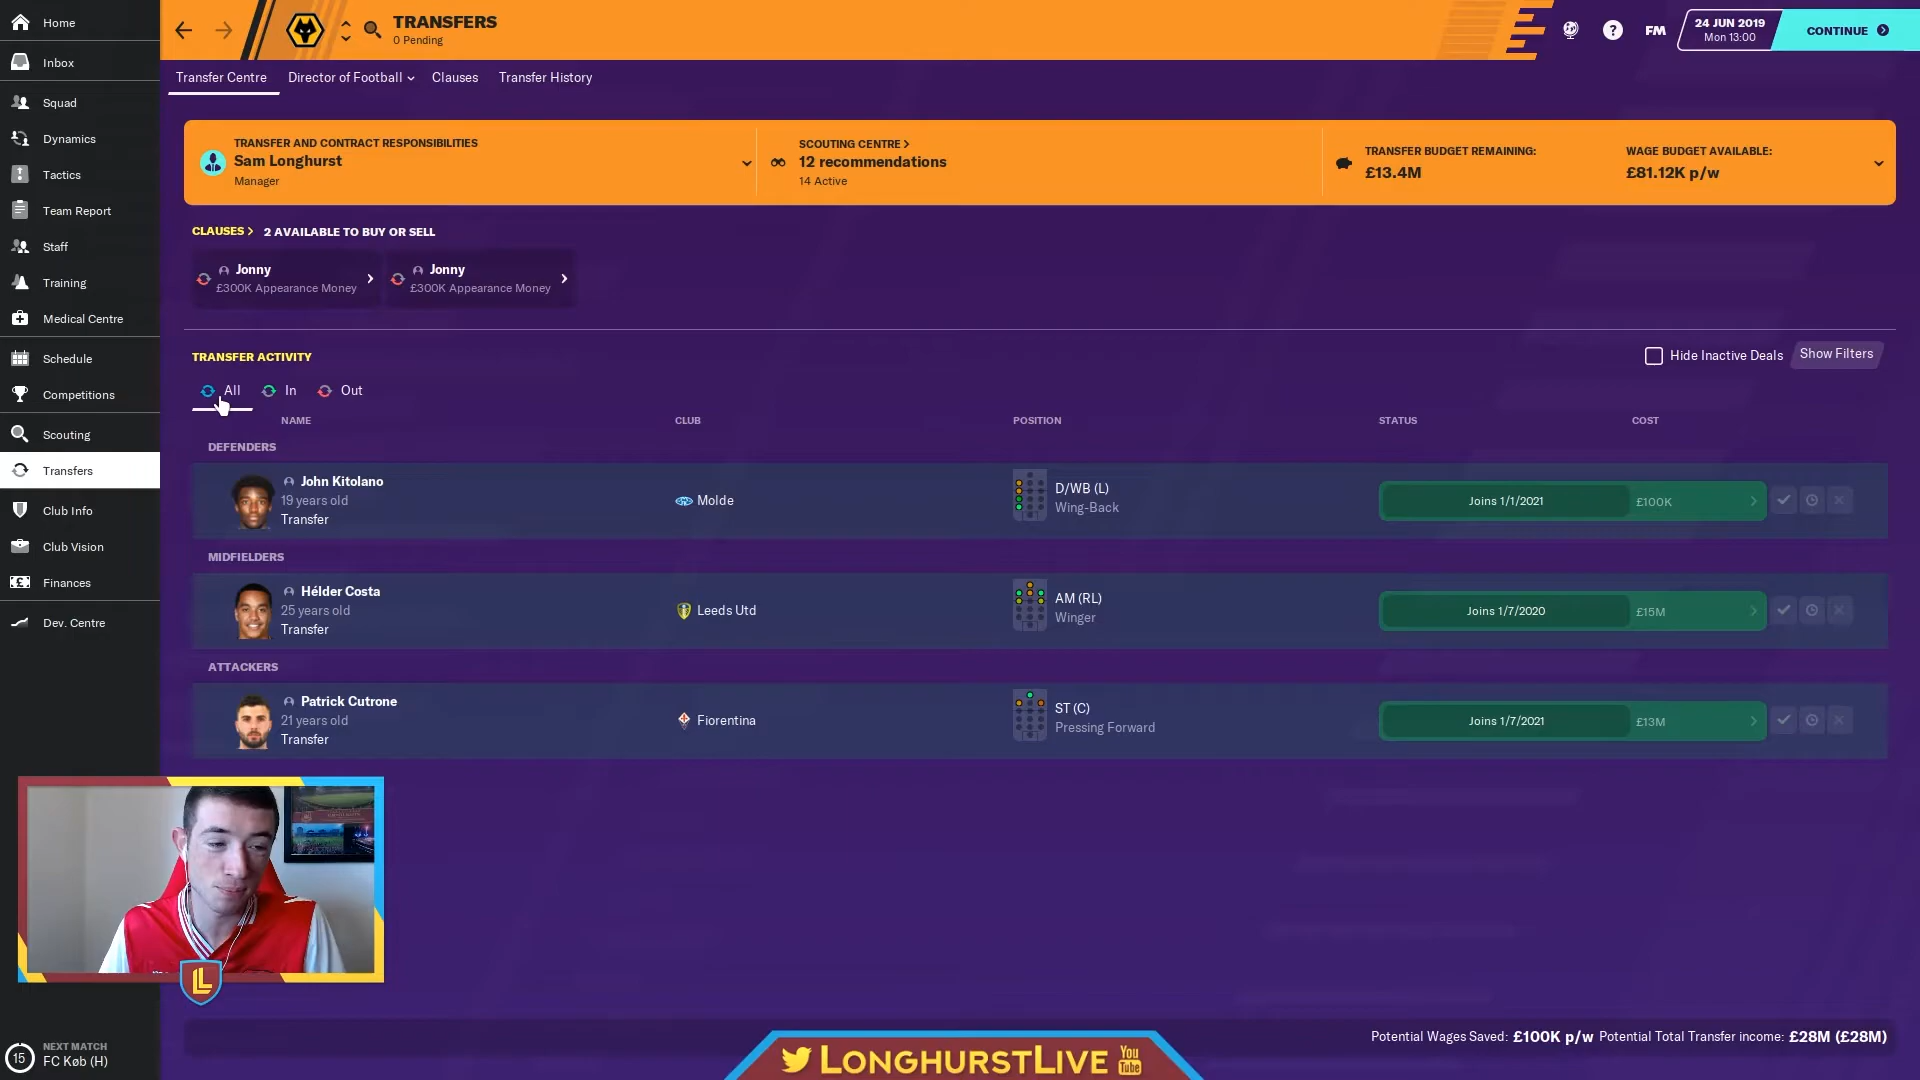 Home
Inbox
Squad
Dynamics
Tactics
Team Report
Staff
Training
Medical Centre
Schedule
Competitions
Scouting
Transfers
Club Info
Club Vision
Finances
Dev. Centre
NEXT MATCH
15
FC Køb (H)
TRANSFERS
0 Pending
?
FM
24 JUN 2019
Mon 13:00
CONTINUE
Transfer Centre Director of Football Clauses Transfer History
TRANSFER AND CONTRACT RESPONSIBILITIES
Sam Longhurst
Manager
SCOUTING CENTRE >
12 recommendations
14 Active
TRANSFER BUDGET REMAINING:
£13.4M
WAGE BUDGET AVAILABLE:
£81.12K p/w
CLAUSES > 2 AVAILABLE TO BUY OR SELL
Jonny
£300K Appearance Money
Jonny
£300K Appearance Money
TRANSFER ACTIVITY
Hide Inactive Deals Show Filters
All In Out
NAME CLUB POSITION STATUS COST
DEFENDERS
John Kitolano
19 years old
Transfer
Molde
D/WB (L)
Wing-Back
Joins 1/1/2021 £100K
MIDFIELDERS
Hélder Costa
25 years old
Transfer
Leeds Utd
AM (RL)
Winger
Joins 1/7/2020 £15M
ATTACKERS
Patrick Cutrone
21 years old
Transfer
Fiorentina
ST (C)
Pressing Forward
Joins 1/7/2021 £13M
L
Potential Wages Saved: £100K p/w Potential Total Transfer income: £28M (£28M)
LONGHURSTLIVE You Tube